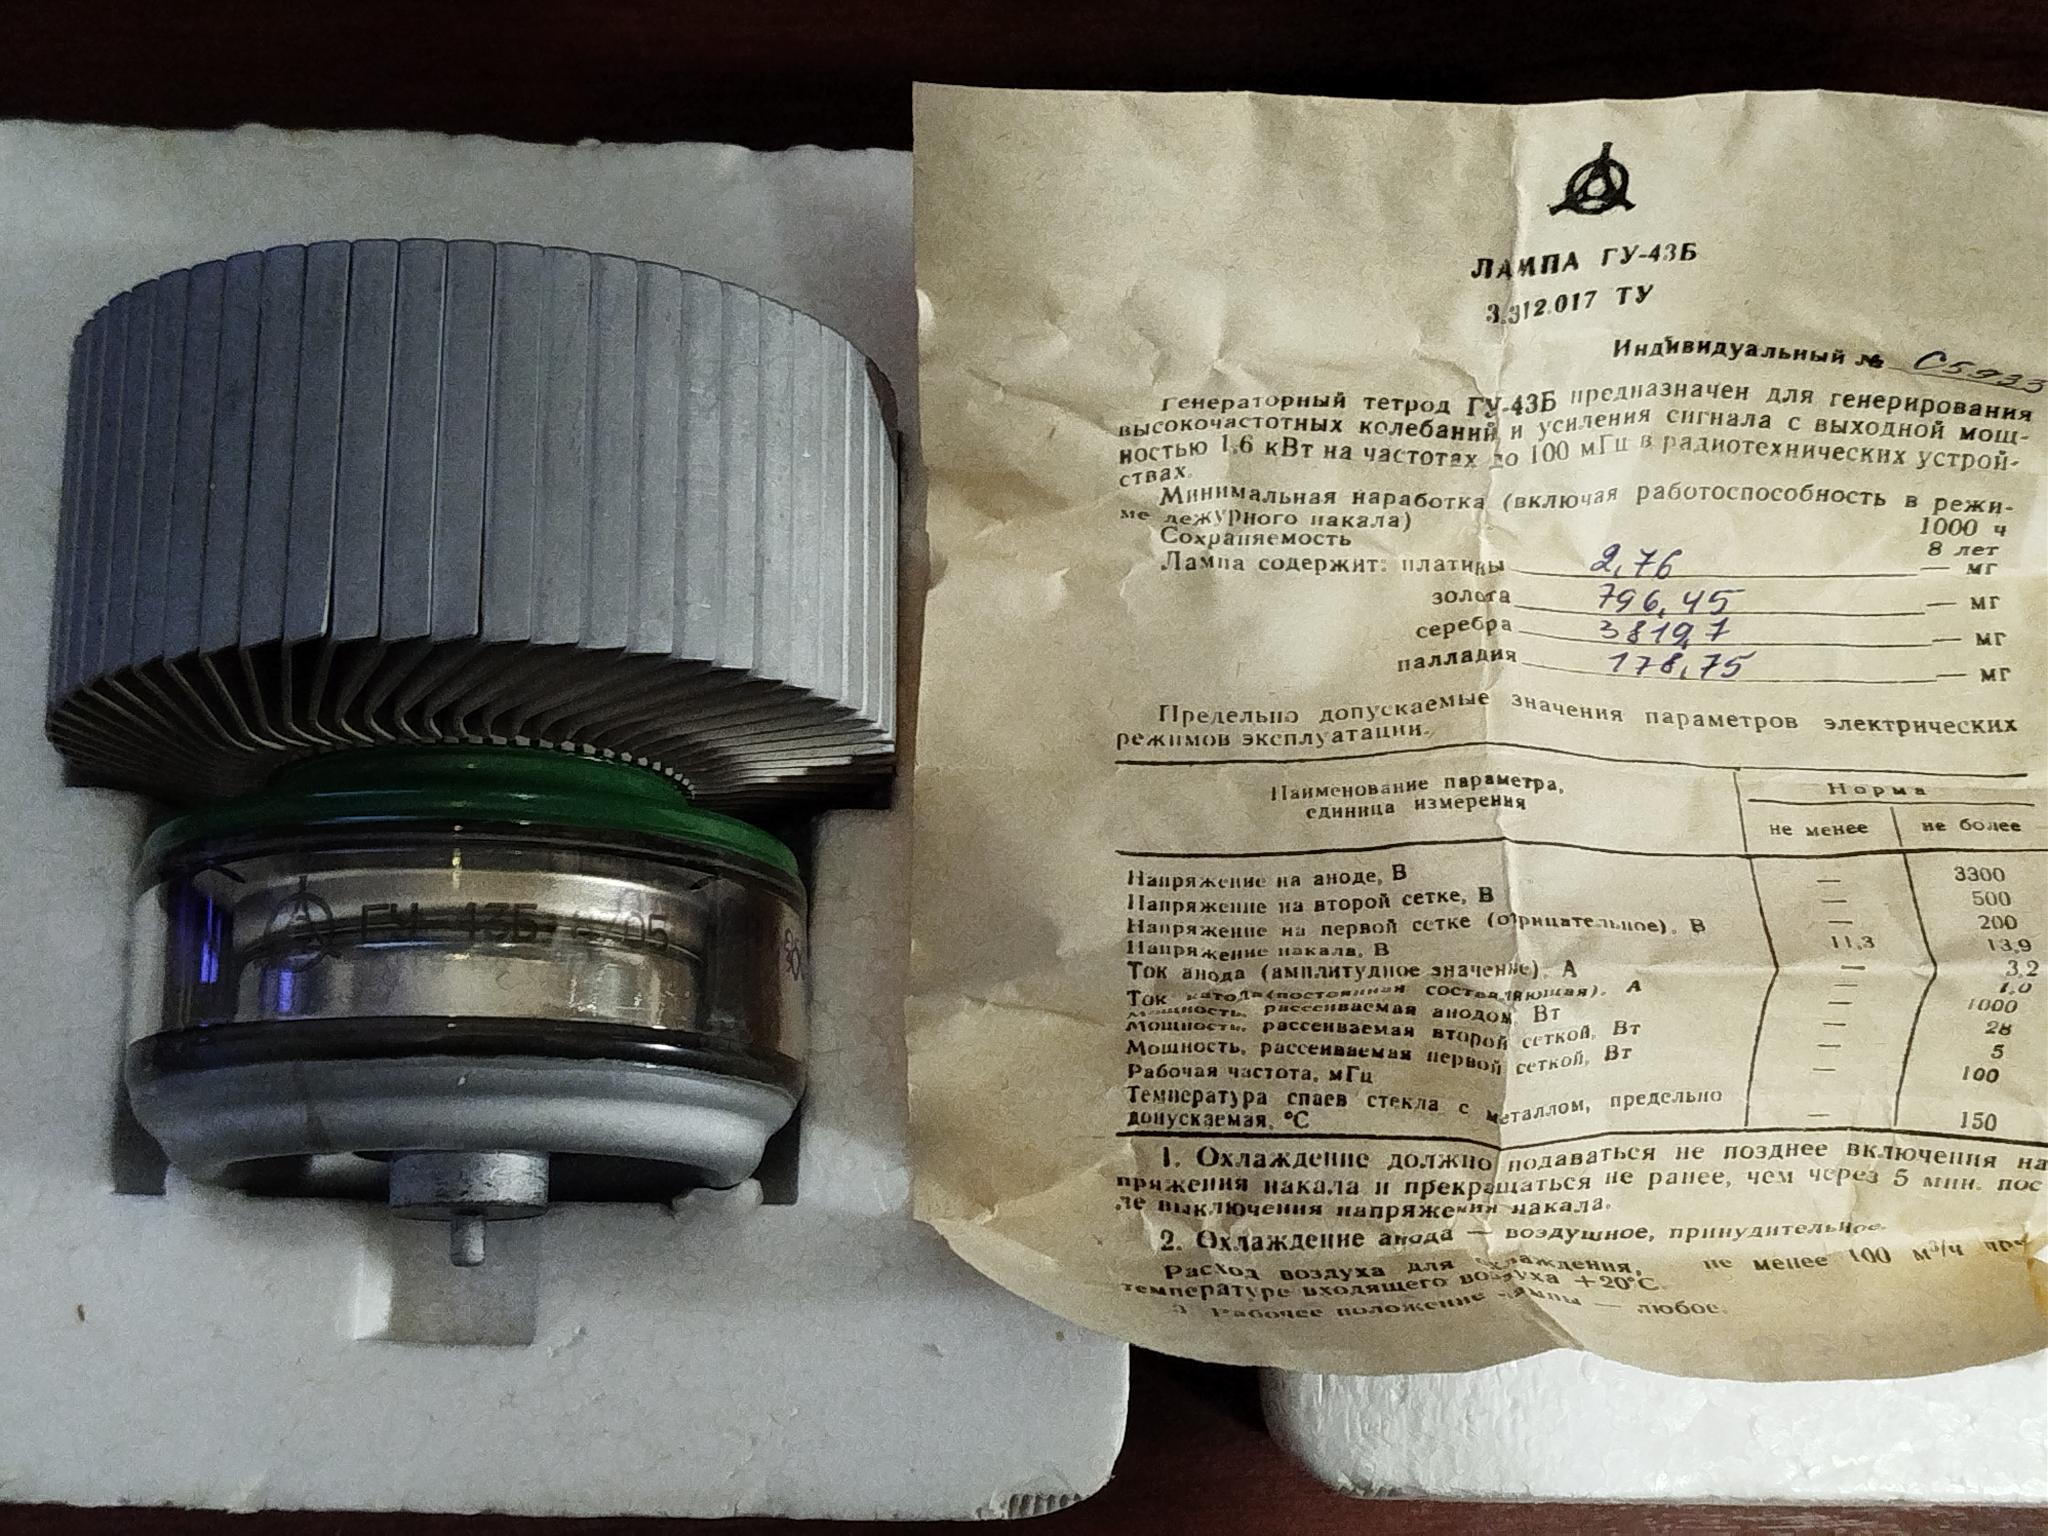 ГУ-43Б
ЛАМПА ГУ-43Б
3.312.017 ТУ
Индивидуальный №
Генераторный тетрод ГУ-43Б предназначен для генерирования
высокочастотных колебаний и усиления сигнала с выходной мощ-
ностью 1,6 кВт на частотах до 100 мГц в радиотехнических устрой-
ствах.
Минимальная наработка (включая работоспособность в режи-
ме дежурного накала) 1000 ч
Сохраняемость 8 лет
Лампа содержит: платины 2,76 — мг
золота 796,45 — мг
серебра 3819,7 — мг
палладия 178,75 — мг
Предельно допускаемые значения параметров электрических
режимов эксплуатации.
Наименование параметра,
единица измерения
Норма
не менее не более
Напряжение на аноде, В — 3300
Напряжение на второй сетке, В — 500
Напряжение на первой сетке (отрицательное), В — 200
Напряжение накала, В 11,3 13,9
Ток анода (амплитудное значение), А — 3,2
Ток катода (постоянная составляющая), А
Мощность, рассеиваемая анодом, Вт — 1000
Мощность, рассеиваемая второй сеткой, Вт — 28
Мощность, рассеиваемая первой сеткой, Вт — 5
Рабочая частота, мГц — 100
Температура спаев стекла с металлом, предельно
допускаемая, °С — 150
1. Охлаждение должно подаваться не позднее включения на
пряжения накала и прекращаться не ранее, чем через 5 мин. пос
ле выключения напряжения накала.
2. Охлаждение анода — воздушное, принудительное.
Расход воздуха для охлаждения, не менее 100 м³/ч при
температуре входящего воздуха +20°С.
3. Рабочее положение лампы — любое.